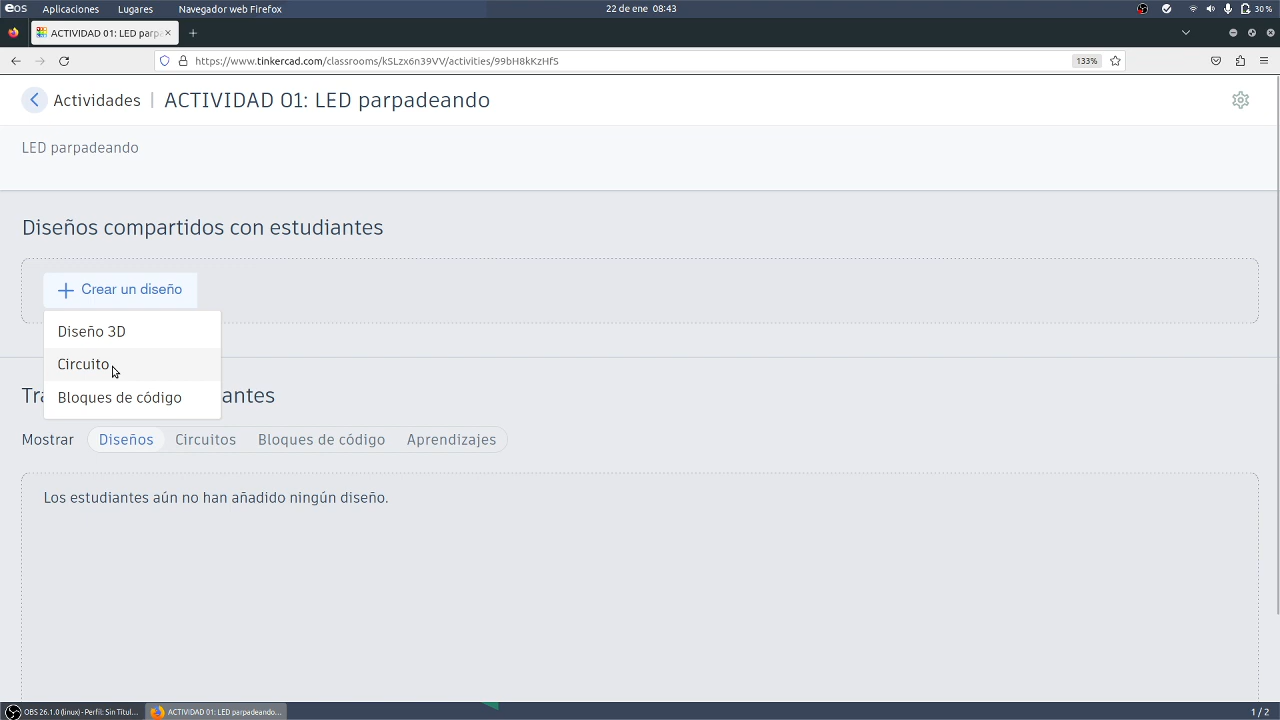 eos Aplicaciones Lugares Navegador web Firefox 22 de ene 08:43 30 %
ACTIVIDAD 01: LED parpa × +
https://www.tinkercad.com/classrooms/kSLzx6n39VV/activities/99bH8kKzHfS 133%
Actividades | ACTIVIDAD 01: LED parpadeando
LED parpadeando
Diseños compartidos con estudiantes
+ Crear un diseño
Diseño 3D
Circuito
Bloques de código
Tra antes
Mostrar Diseños Circuitos Bloques de código Aprendizajes
Los estudiantes aún no han añadido ningún diseño.
OBS 26.1.0 (linux) - Perfil: Sin Titul... ACTIVIDAD 01: LED parpadeando... 1 / 2